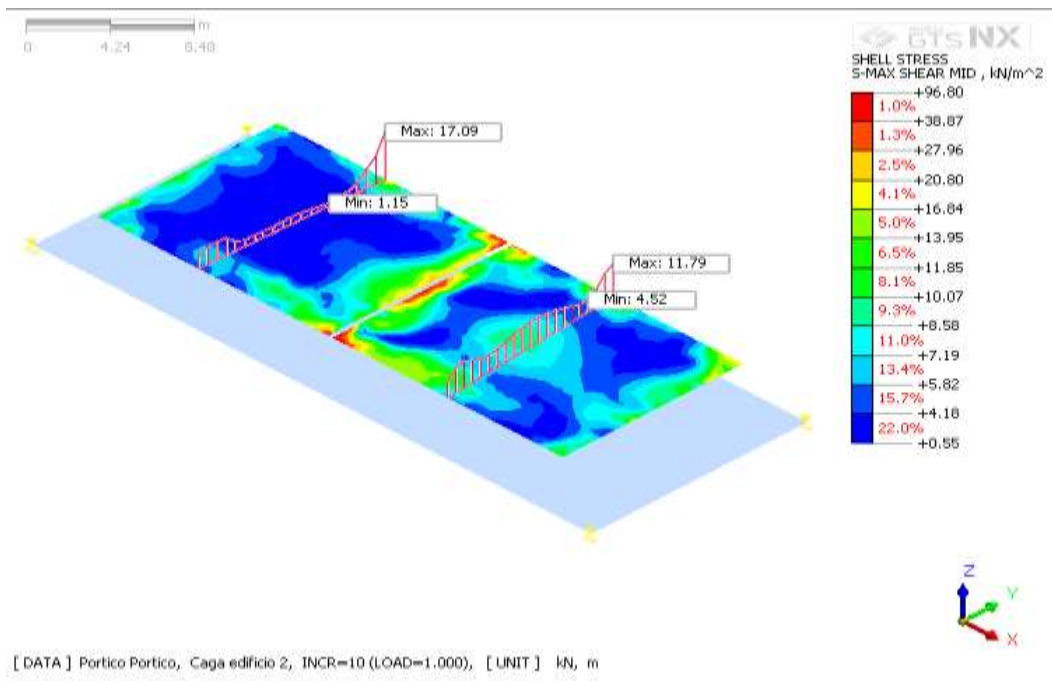 m
0 4.24 8.48
GTS NX
SHELL STRESS
S-MAX SHEAR MID , kN/m^2
+96.80
1.0%
+38.87
1.3%
+27.96
2.5%
+20.80
4.1%
+16.84
5.0%
+13.95
6.5%
+11.85
8.1%
+10.07
9.3%
+8.58
11.0%
+7.19
13.4%
+5.82
15.7%
+4.18
22.0%
+0.55
Max: 17.09
Min: 1.15
Max: 11.79
Min: 4.52
Z
Y
X
[ DATA ] Portico Portico, Caga edificio 2, INCR=10 (LOAD=1.000), [ UNIT ] kN, m